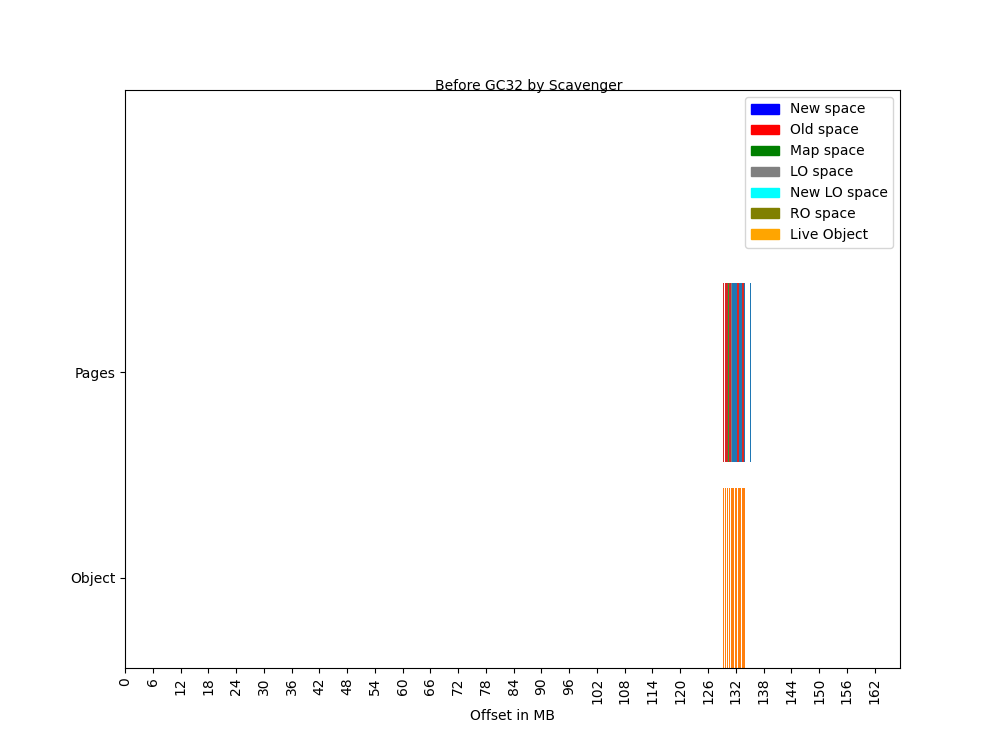 Before GC32 by Scavenger
New space
Old space
Map space
LO space
New LO space
RO space
Live Object
Pages
Object
0 6 12 18 24 30 36 42 48 54 60 66 72 78 84 90 96 102 108 114 120 126 132 138 144 150 156 162
Offset in MB